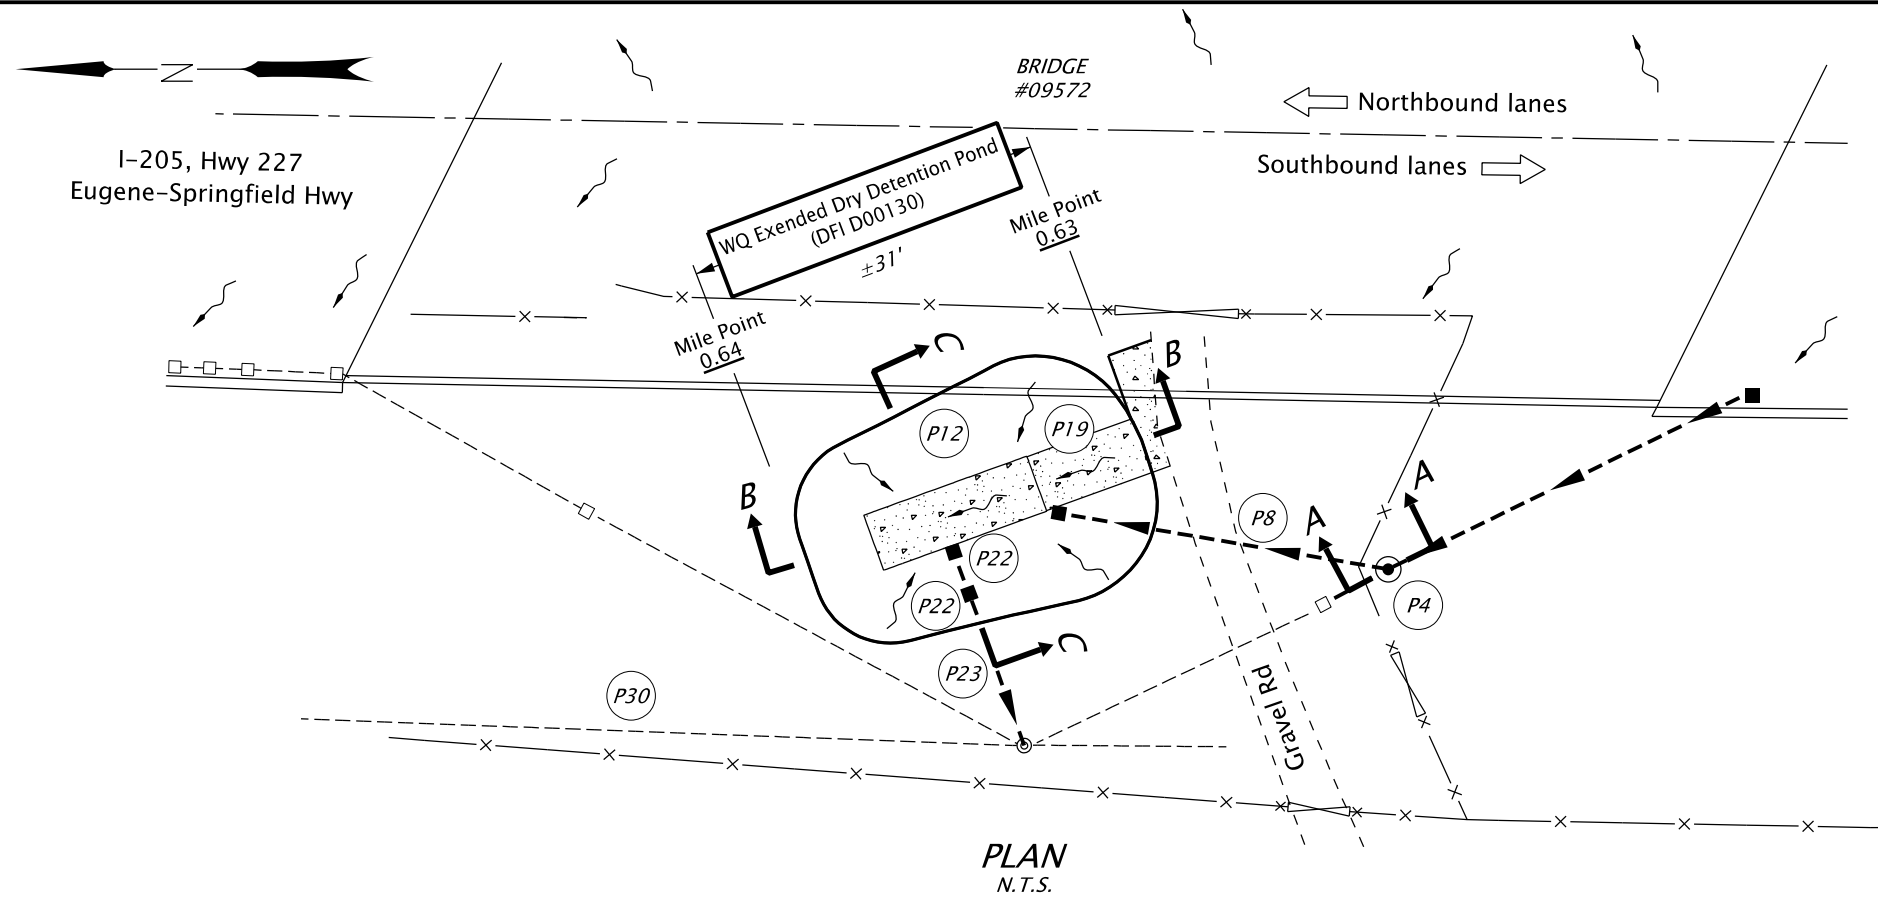 N
BRIDGE
#09572
Northbound lanes
Southbound lanes
I-205, Hwy 227
Eugene-Springfield Hwy
WQ Exended Dry Detention Pond
(DFI D00130)
±31'
Mile Point
0.63
Mile Point
0.64
C
B
P12
P19
B
A
P8
A
P22
P22
P4
C
P23
P30
Gravel Rd
PLAN
N.T.S.